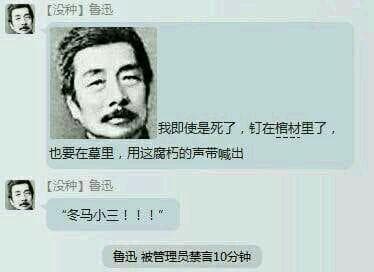 【没种】鲁迅
我即使是死了，钉在棺材里了，
也要在墓里，用这腐朽的声带喊出
【没种】鲁迅
“冬马小三！！！”
鲁迅 被管理员禁言10分钟